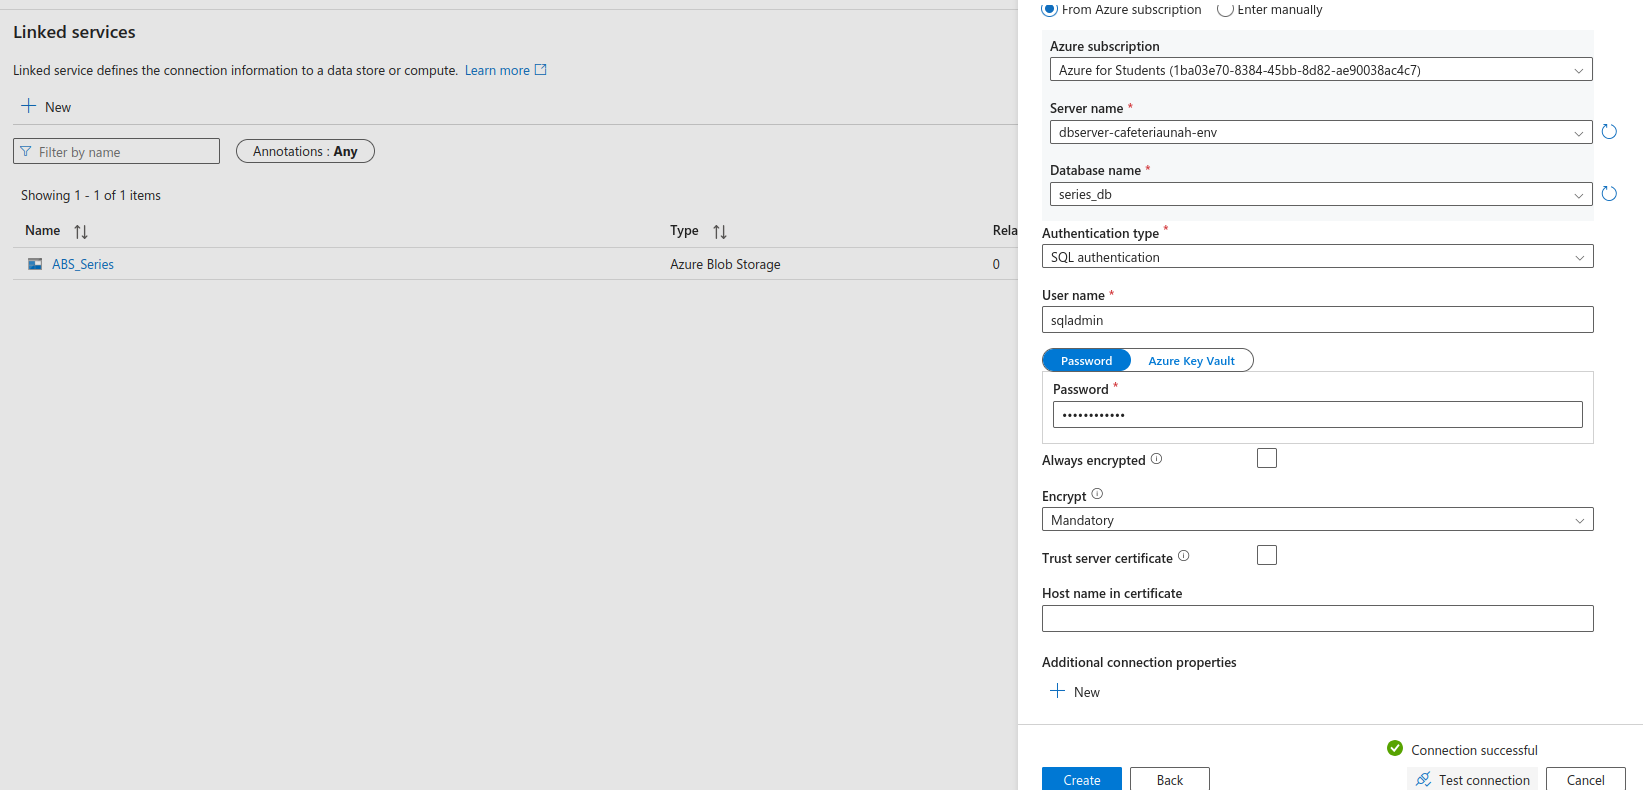 Linked services
Linked service defines the connection information to a data store or compute. Learn more
New
Filter by name
Annotations : Any
Showing 1 - 1 of 1 items
Name Type Rela
ABS_Series Azure Blob Storage 0
From Azure subscription Enter manually
Azure subscription
Azure for Students (1ba03e70-8384-45bb-8d82-ae90038ac4c7)
Server name *
dbserver-cafeteriaunah-env
Database name *
series_db
Authentication type *
SQL authentication
User name *
sqladmin
Password Azure Key Vault
Password *
••••••••••••
Always encrypted
Encrypt
Mandatory
Trust server certificate
Host name in certificate
Additional connection properties
New
Connection successful
Create Back Test connection Cancel